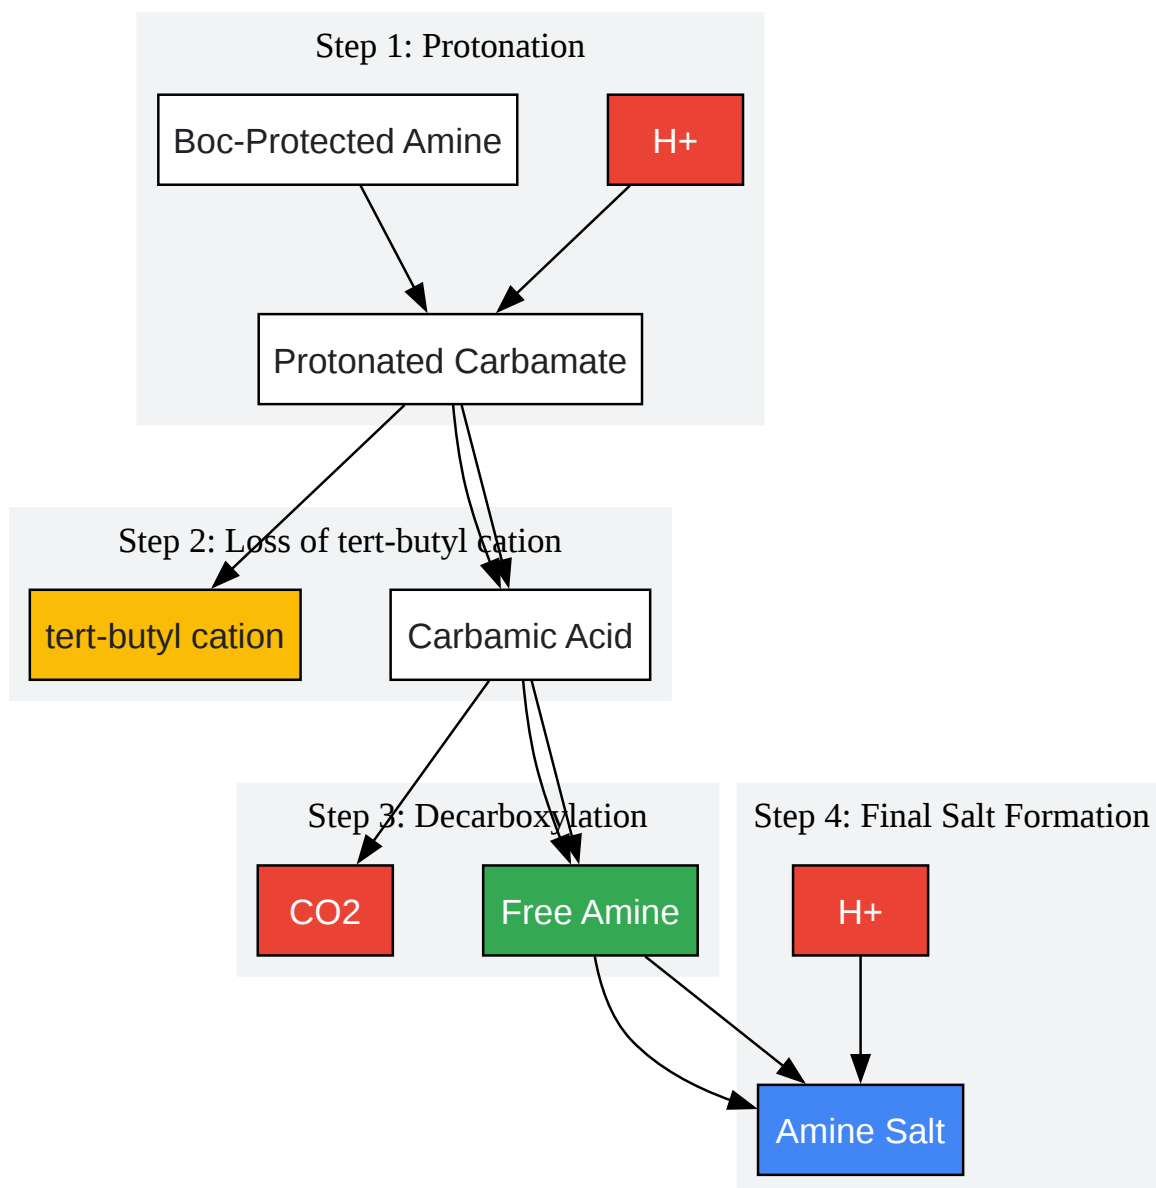 Step 1: Protonation
Boc-Protected Amine
H+
Protonated Carbamate
Step 2: Loss of tert-butyl cation
tert-butyl cation
Carbamic Acid
Step 3: Decarboxylation
Step 4: Final Salt Formation
CO2
Free Amine
H+
Amine Salt